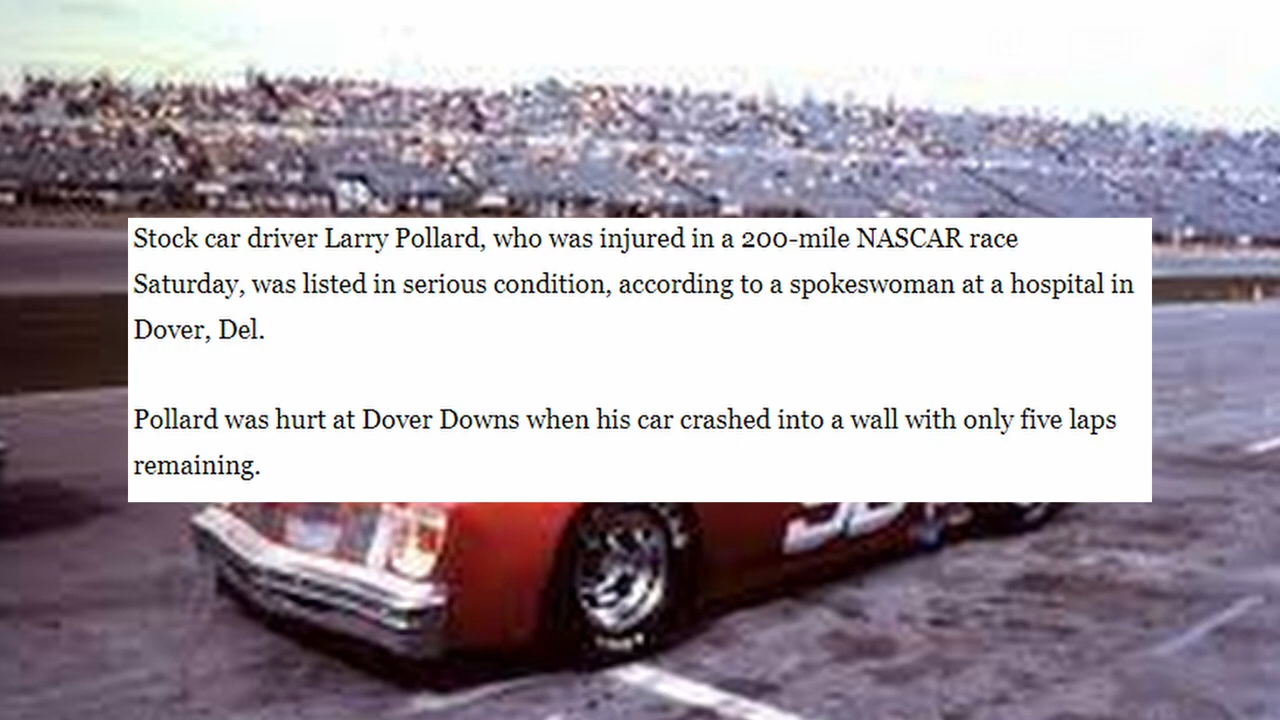 Stock car driver Larry Pollard, who was injured in a 200-mile NASCAR race
Saturday, was listed in serious condition, according to a spokeswoman at a hospital in
Dover, Del.
Pollard was hurt at Dover Downs when his car crashed into a wall with only five laps
remaining.